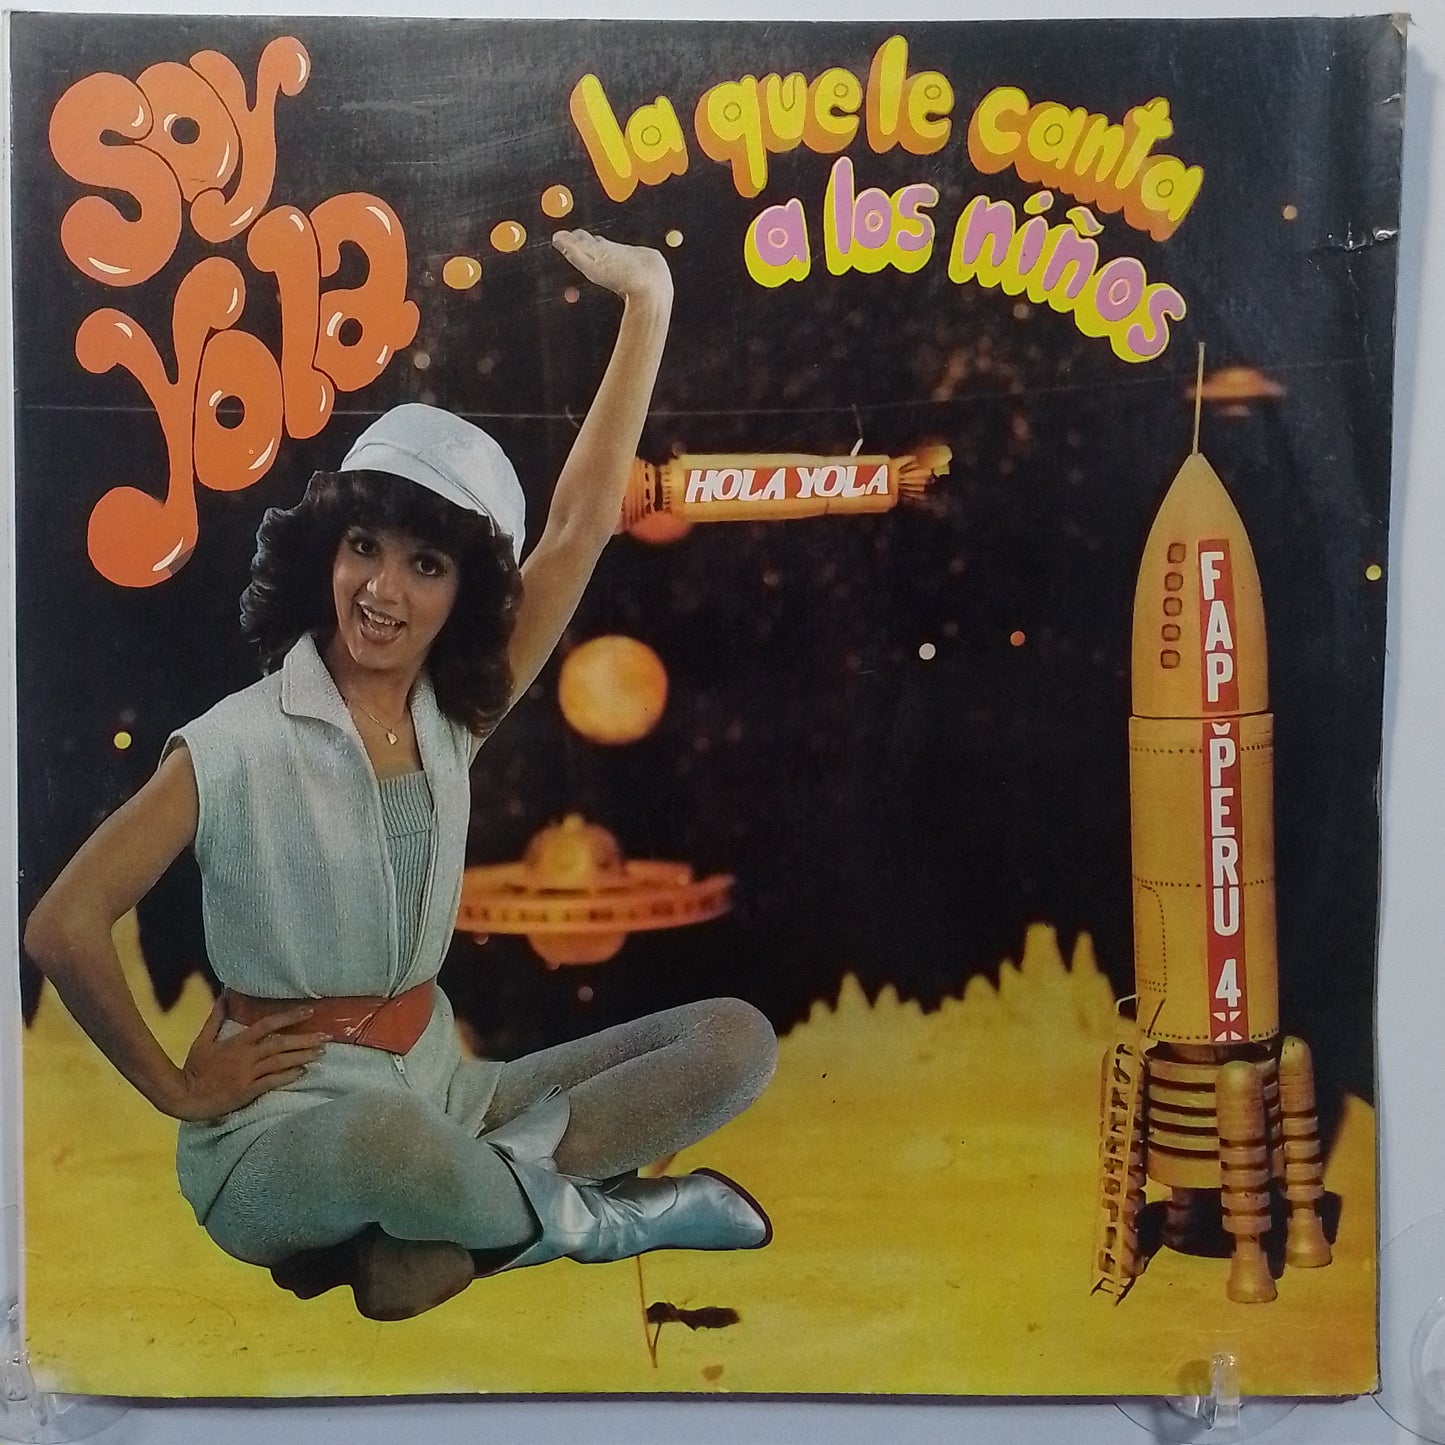 Soy
Yola
la que le canta
a los niños
HOLA YOLA
FAP PERU 4